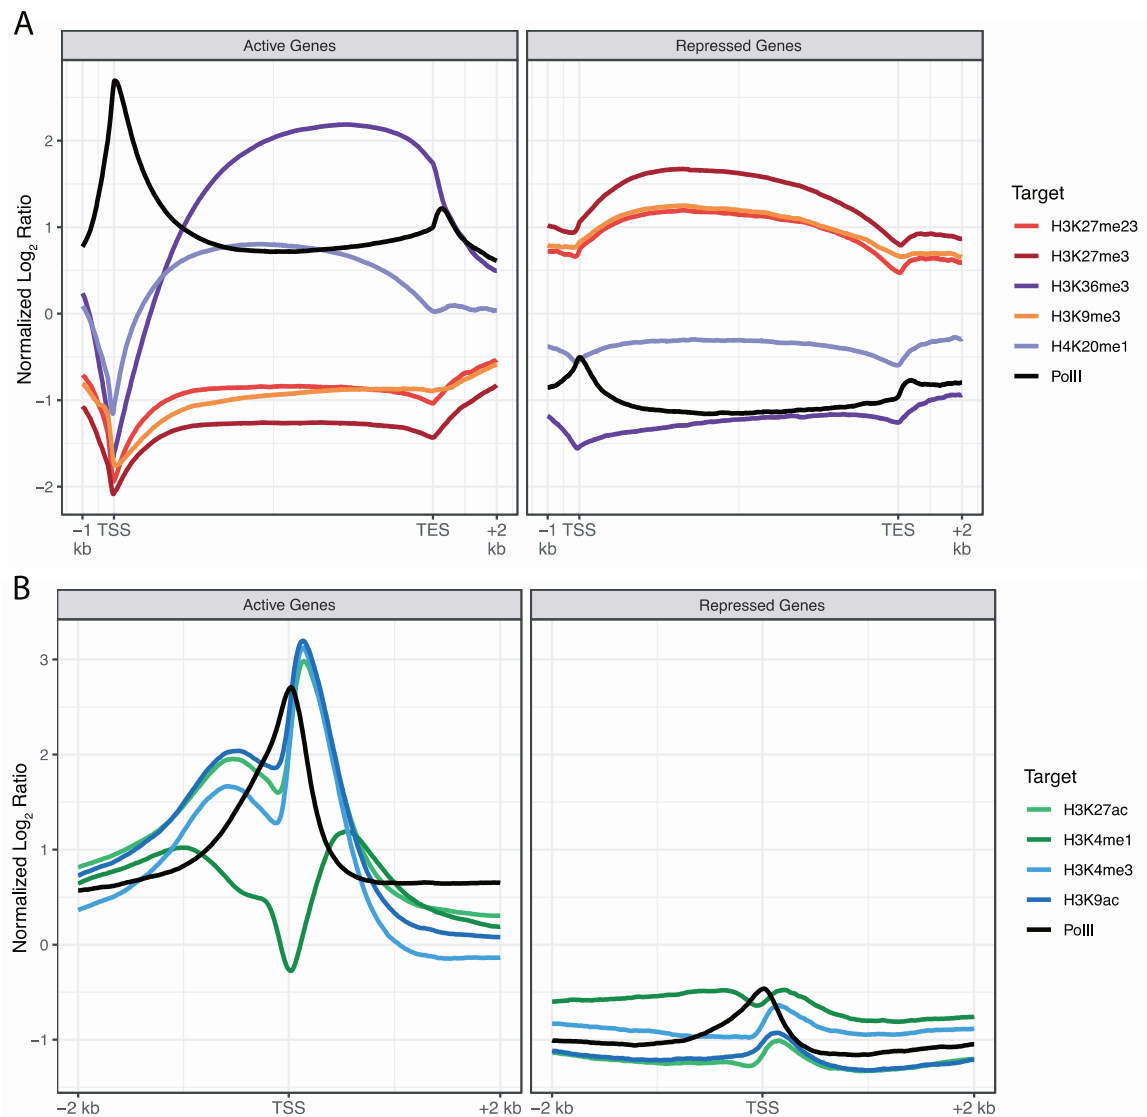 A
Active Genes
Repressed Genes
Normalized Log2 Ratio
2
1
0
−1
−2
−1 kb
TSS
TES
+2 kb
−1 kb
TSS
TES
+2 kb
Target
H3K27me23
H3K27me3
H3K36me3
H3K9me3
H4K20me1
PolII
B
Active Genes
Repressed Genes
Normalized Log2 Ratio
3
2
1
0
−1
−2 kb
TSS
+2 kb
−2 kb
TSS
+2 kb
Target
H3K27ac
H3K4me1
H3K4me3
H3K9ac
PolII